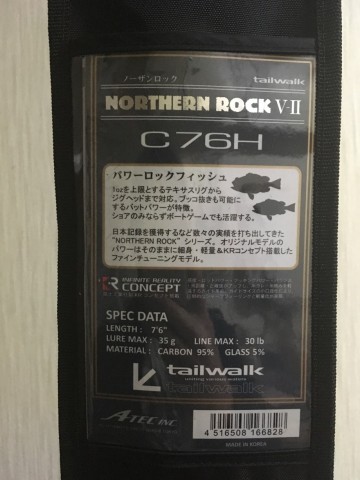 ノーザンロック
tailwalk
NORTHERN ROCK V-II
C76H
パワーロックフィッシュ
1ozを上限とするテキサスリグから
ジグヘッドまで対応。ブッコ抜きも可能に
するバットパワーが特徴。
ショアのみならずボートゲームでも活躍する。
日本記録を獲得するなど数々の実績を打ち出してきた
"NORTHERN ROCK"シリーズ。オリジナルモデルの
パワーはそのままに細身・軽量&KRコンセプト搭載した
ファインチューニングモデル。
INFINITE REALITY
KR CONCEPT
SPEC DATA
LENGTH : 7'6"
LURE MAX : 35 g LINE MAX : 30 lb
MATERIAL : CARBON 95% GLASS 5%
tailwalk
tailwalk
A-TEC INC
4 516508 166828
MADE IN KOREA